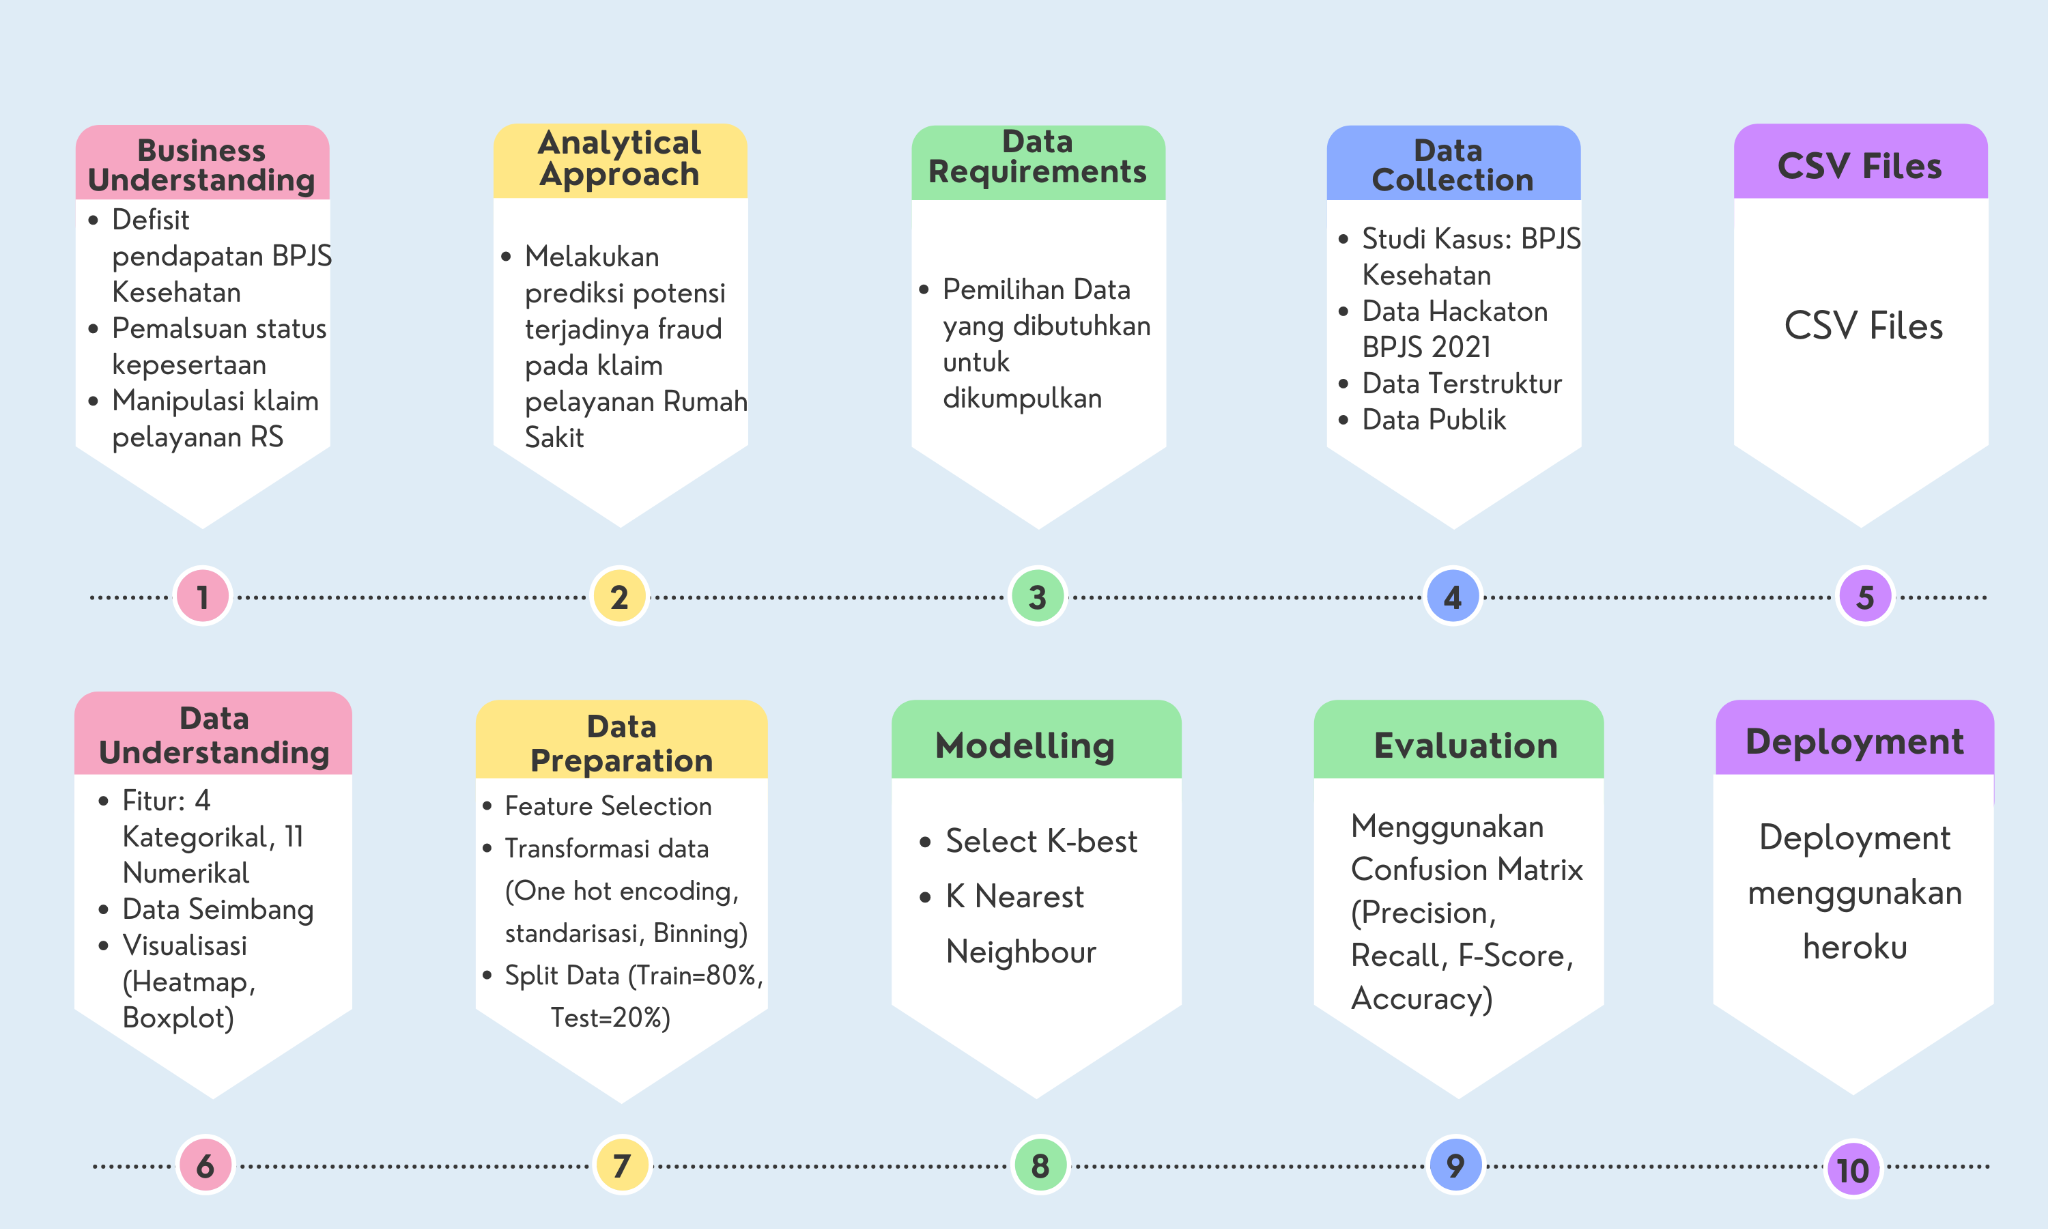 Business
Understanding
• Defisit
pendapatan BPJS
Kesehatan
• Pemalsuan status
kepesertaan
• Manipulasi klaim
pelayanan RS
Analytical
Approach
• Melakukan
prediksi potensi
terjadinya fraud
pada klaim
pelayanan Rumah
Sakit
Data
Requirements
• Pemilihan Data
yang dibutuhkan
untuk
dikumpulkan
Data
Collection
• Studi Kasus: BPJS
Kesehatan
• Data Hackaton
BPJS 2021
• Data Terstruktur
• Data Publik
CSV Files
CSV Files
1
2
3
4
5
Data
Understanding
• Fitur: 4
Kategorikal, 11
Numerikal
• Data Seimbang
• Visualisasi
(Heatmap,
Boxplot)
Data
Preparation
• Feature Selection
• Transformasi data
(One hot encoding,
standarisasi, Binning)
• Split Data (Train=80%,
Test=20%)
Modelling
• Select K-best
• K Nearest
Neighbour
Evaluation
Menggunakan
Confusion Matrix
(Precision,
Recall, F-Score,
Accuracy)
Deployment
Deployment
menggunakan
heroku
6
7
8
9
10